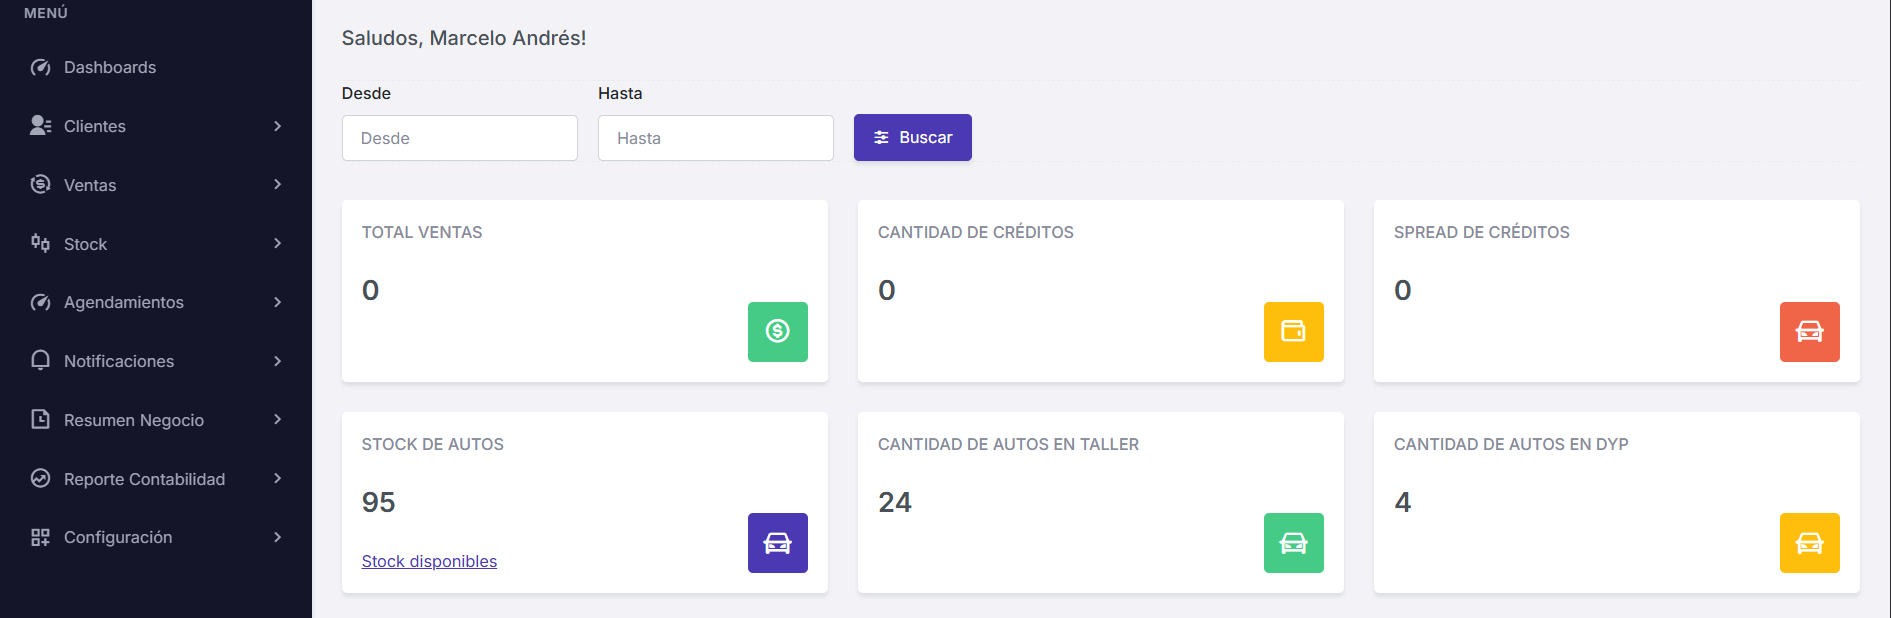 MENÚ
Dashboards
Clientes
Ventas
Stock
Agendamientos
Notificaciones
Resumen Negocio
Reporte Contabilidad
Configuración
Saludos, Marcelo Andrés!
Desde
Hasta
Desde
Hasta
Buscar
TOTAL VENTAS
0
CANTIDAD DE CRÉDITOS
0
SPREAD DE CRÉDITOS
0
STOCK DE AUTOS
95
Stock disponibles
CANTIDAD DE AUTOS EN TALLER
24
CANTIDAD DE AUTOS EN DYP
4